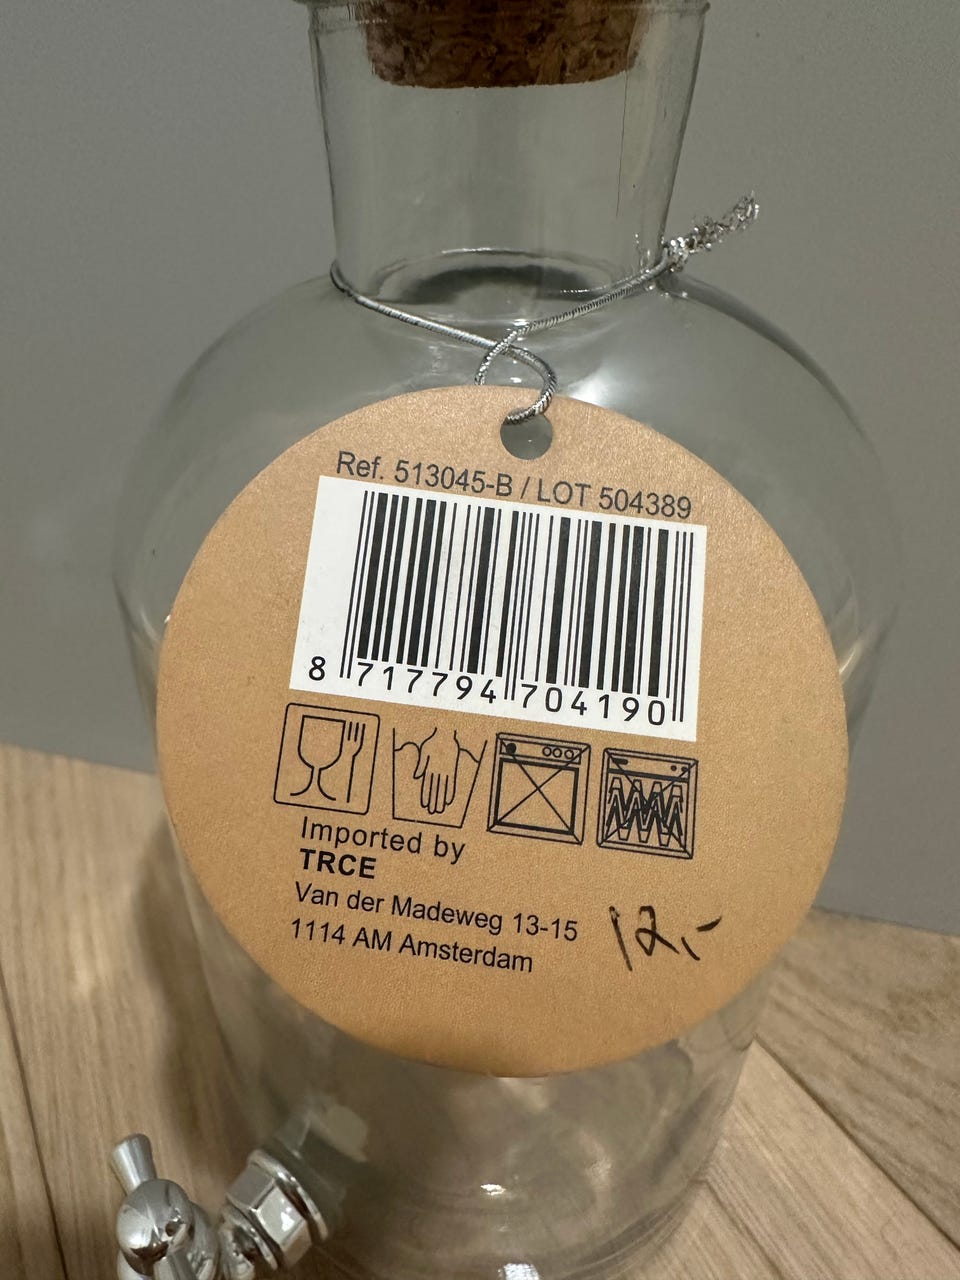 Ref. 513045-B / LOT 504389
8 717794 704190
Imported by
TRCE
Van der Madeweg 13-15
1114 AM Amsterdam
12,-